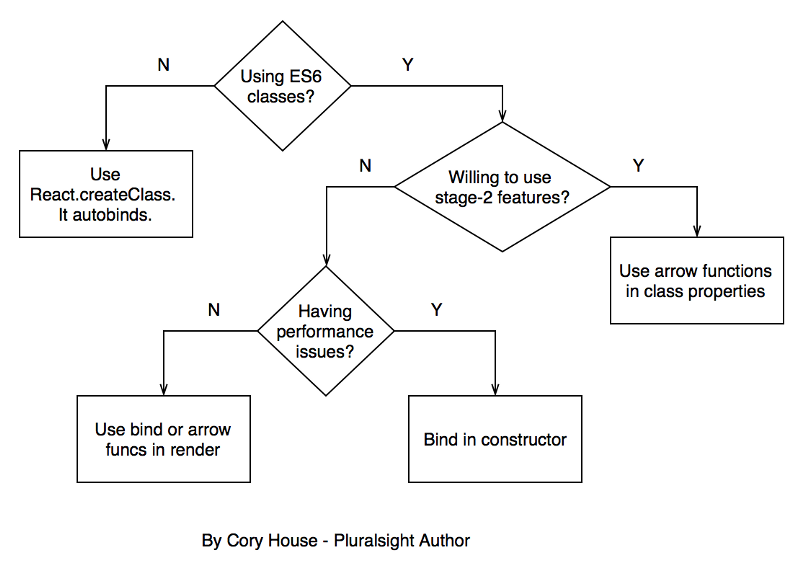 N
Using ES6
classes?
Y
Use
React.createClass.
It autobinds.
N
Willing to use
stage-2 features?
Y
Use arrow functions
in class properties
N
Having
performance
issues?
Y
Use bind or arrow
funcs in render
Bind in constructor
By Cory House - Pluralsight Author